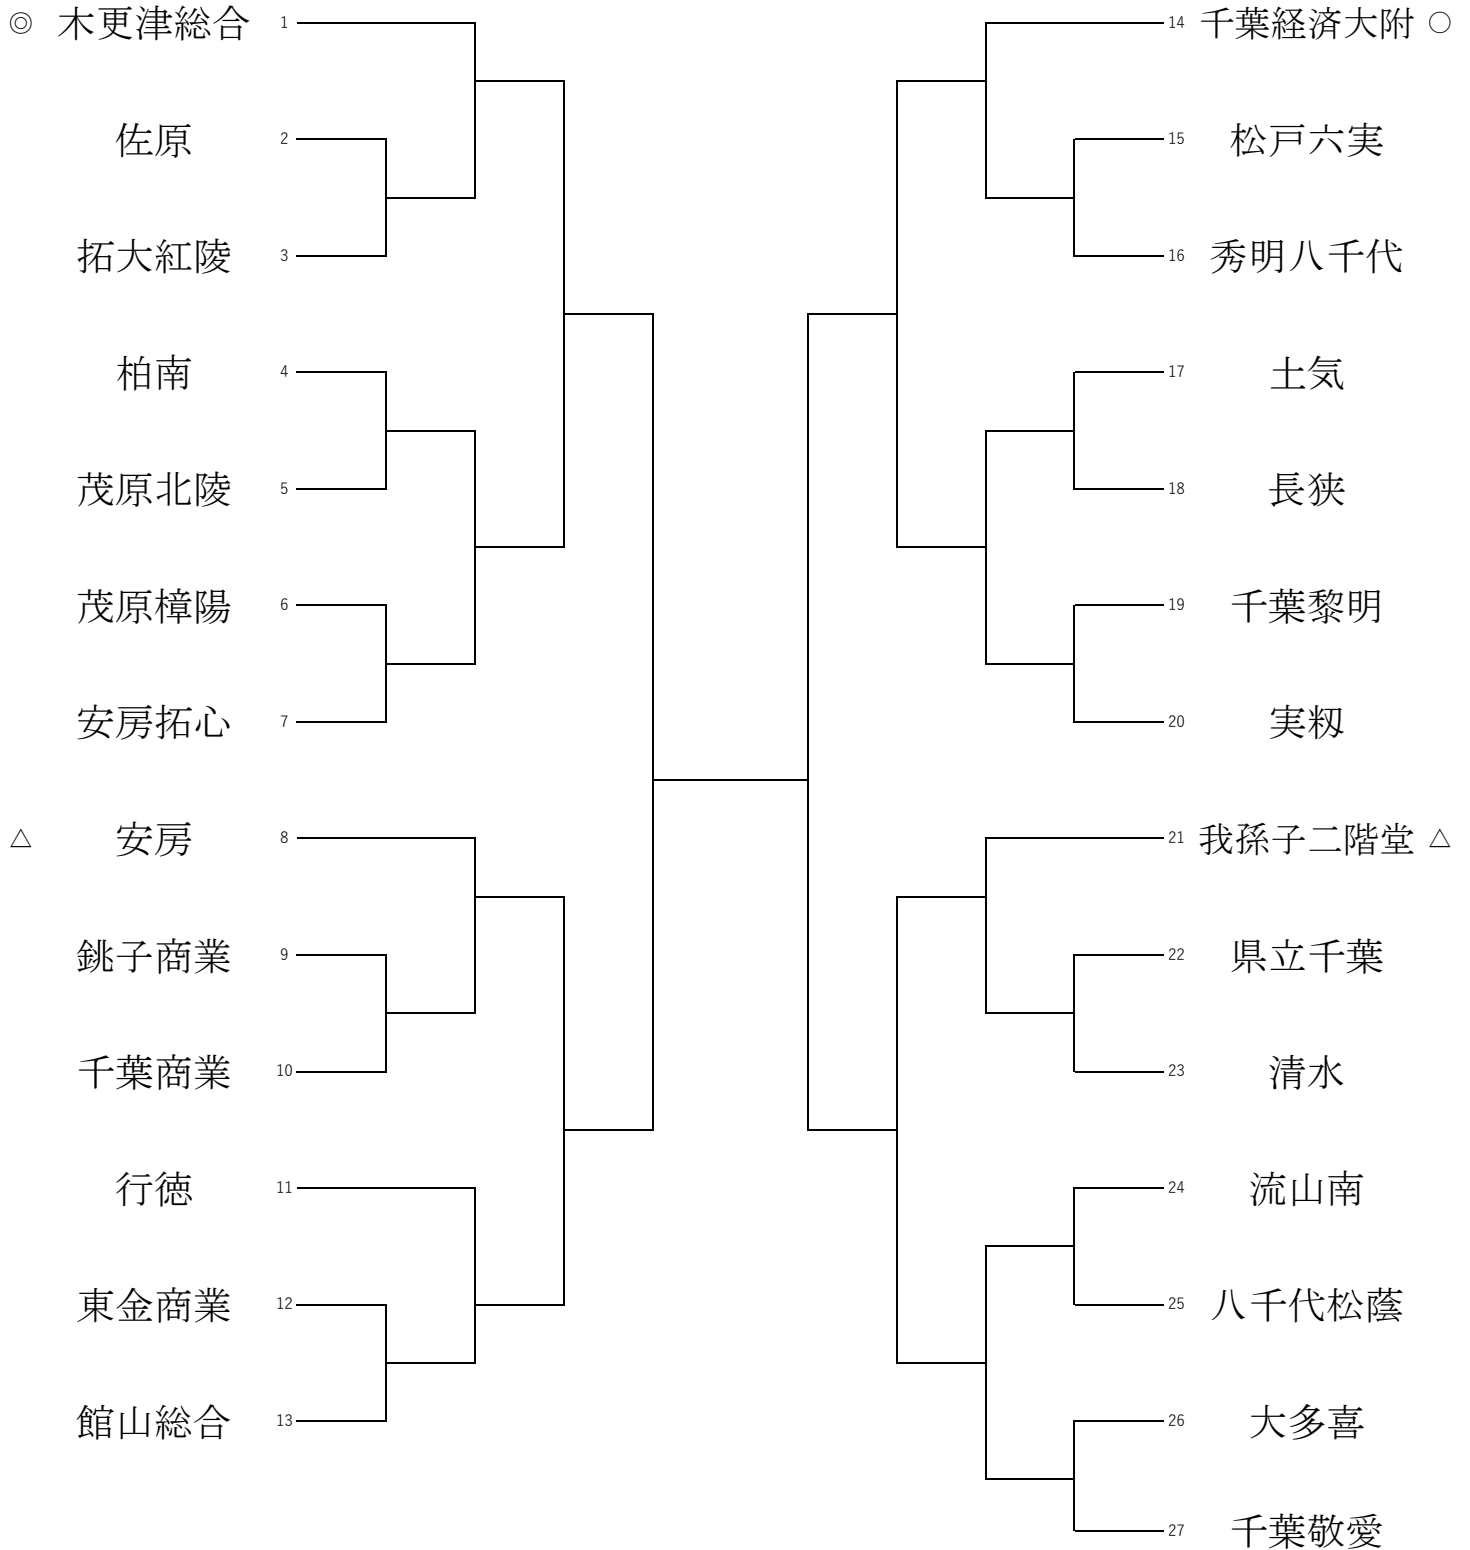 ◎ 木更津総合 1
佐原 2
拓大紅陵 3
柏南 4
茂原北陵 5
茂原樟陽 6
安房拓心 7
△ 安房 8
銚子商業 9
千葉商業 10
行徳 11
東金商業 12
館山総合 13
14 千葉経済大附 ○
15 松戸六実
16 秀明八千代
17 土気
18 長狭
19 千葉黎明
20 実籾
21 我孫子二階堂 △
22 県立千葉
23 清水
24 流山南
25 八千代松蔭
26 大多喜
27 千葉敬愛